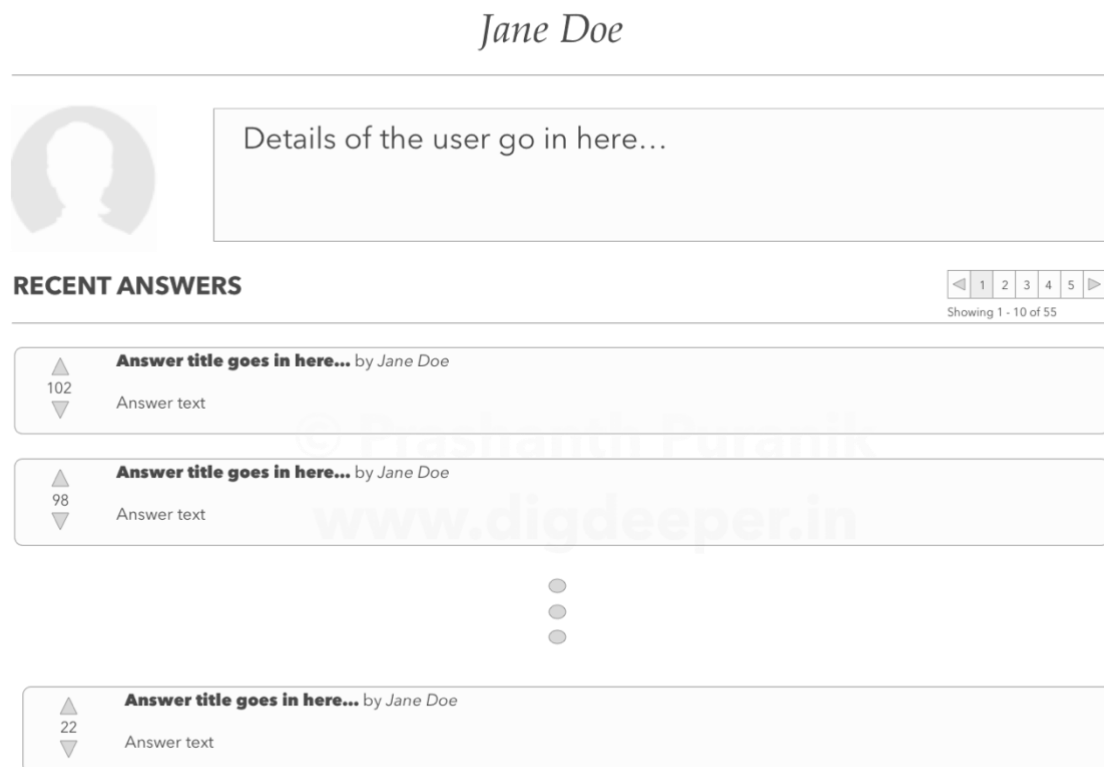 Jane Doe
Details of the user go in here...
RECENT ANSWERS
1 2 3 4 5
Showing 1 - 10 of 55
Answer title goes in here... by Jane Doe
102
Answer text
© Prashanth Puranik
Answer title goes in here... by Jane Doe
98
Answer text
www.digdeeper.in
Answer title goes in here... by Jane Doe
22
Answer text